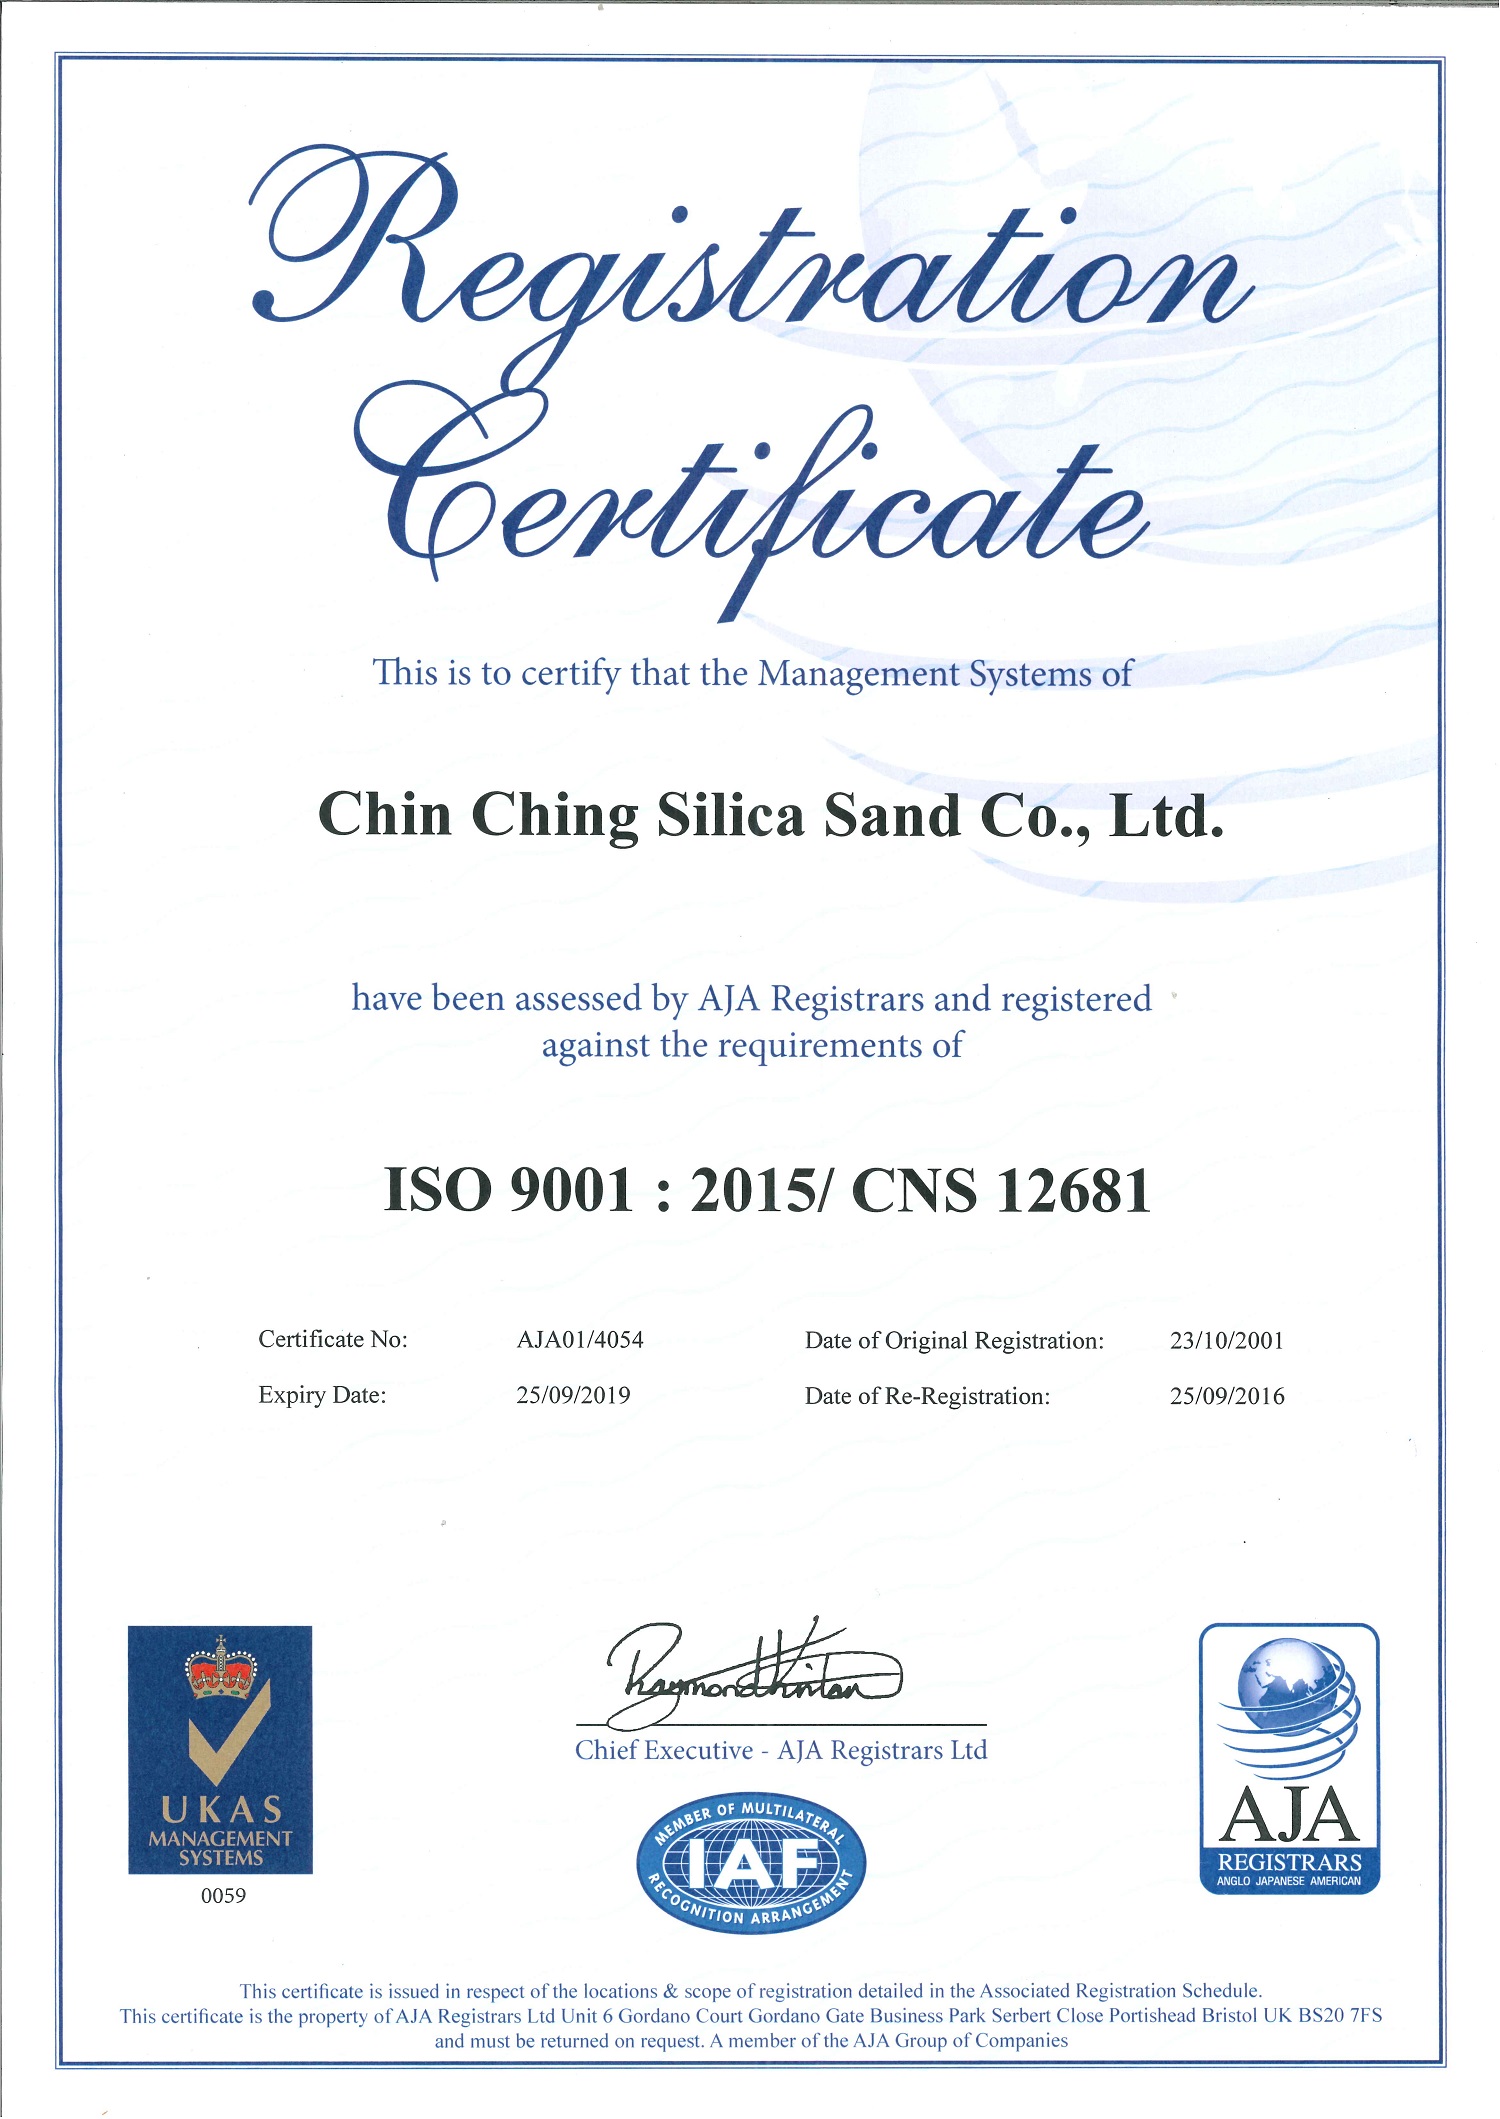 Registration
Certificate
This is to certify that the Management Systems of
Chin Ching Silica Sand Co., Ltd.
have been assessed by AJA Registrars and registered
against the requirements of
ISO 9001 : 2015/ CNS 12681
Certificate No: AJA01/4054 Date of Original Registration: 23/10/2001
Expiry Date: 25/09/2019 Date of Re-Registration: 25/09/2016
Chief Executive - AJA Registrars Ltd
UKAS
MANAGEMENT
SYSTEMS
0059
MEMBER OF MULTILATERAL
IAF
RECOGNITION ARRANGEMENT
AJA
REGISTRARS
ANGLO JAPANESE AMERICAN
This certificate is issued in respect of the locations & scope of registration detailed in the Associated Registration Schedule.
This certificate is the property of AJA Registrars Ltd Unit 6 Gordano Court Gordano Gate Business Park Serbert Close Portishead Bristol UK BS20 7FS
and must be returned on request. A member of the AJA Group of Companies